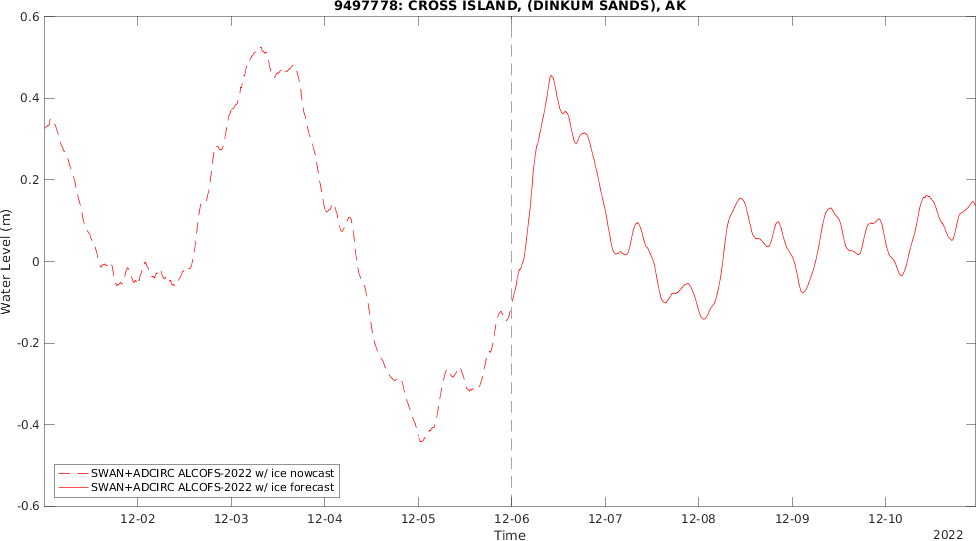 9497778: CROSS ISLAND, (DINKUM SANDS), AK
0.6
0.4
0.2
0
-0.2
-0.4
-0.6
Water Level (m)
SWAN+ADCIRC ALCOFS-2022 w/ ice nowcast
SWAN+ADCIRC ALCOFS-2022 w/ ice forecast
12-02 12-03 12-04 12-05 12-06 12-07 12-08 12-09 12-10
Time
2022